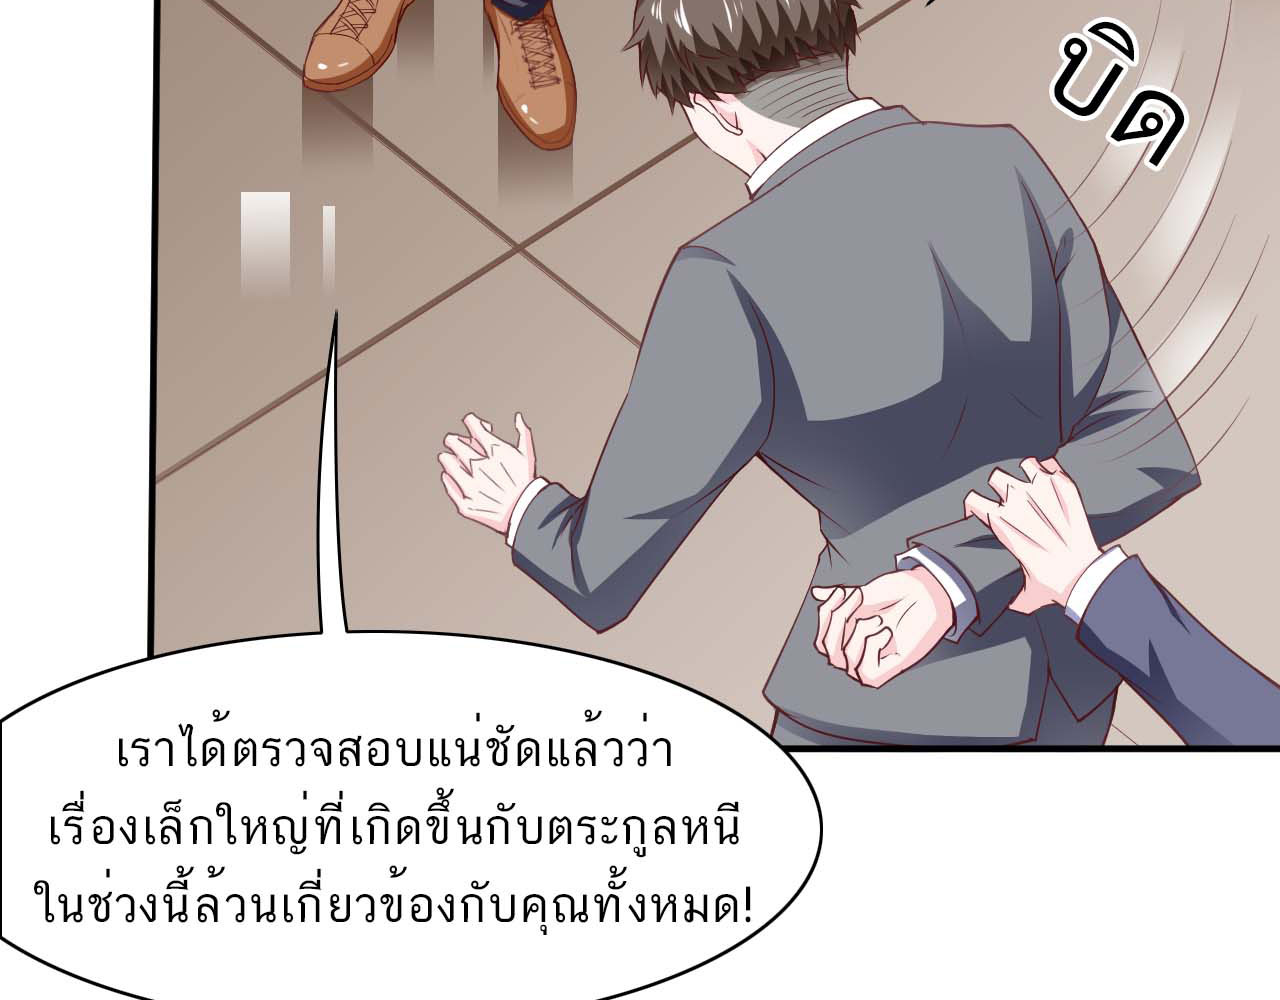 บิด
เราได้ตรวจสอบแน่ชัดแล้วว่า
เรื่องเล็กใหญ่ที่เกิดขึ้นกับตระกูลหนี
ในช่วงนี้ล้วนเกี่ยวข้องกับคุณทั้งหมด!